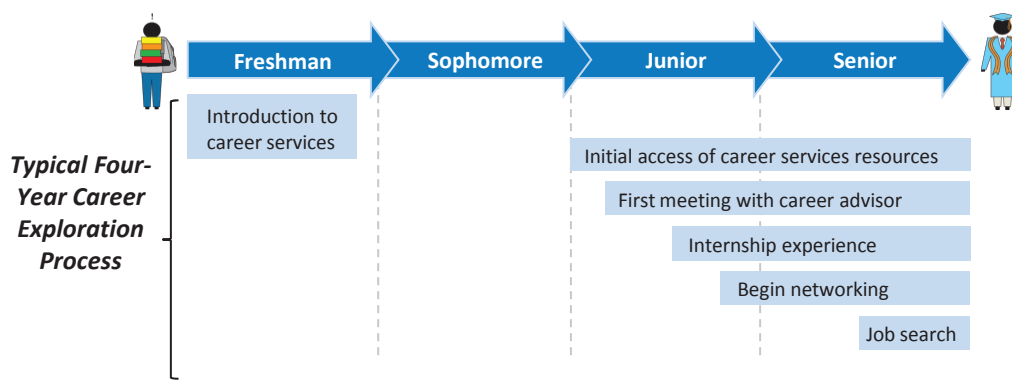 Freshman
Sophomore
Junior
Senior
Introduction to
career services
Typical Four-
Year Career
Exploration
Process
Initial access of career services resources
First meeting with career advisor
Internship experience
Begin networking
Job search